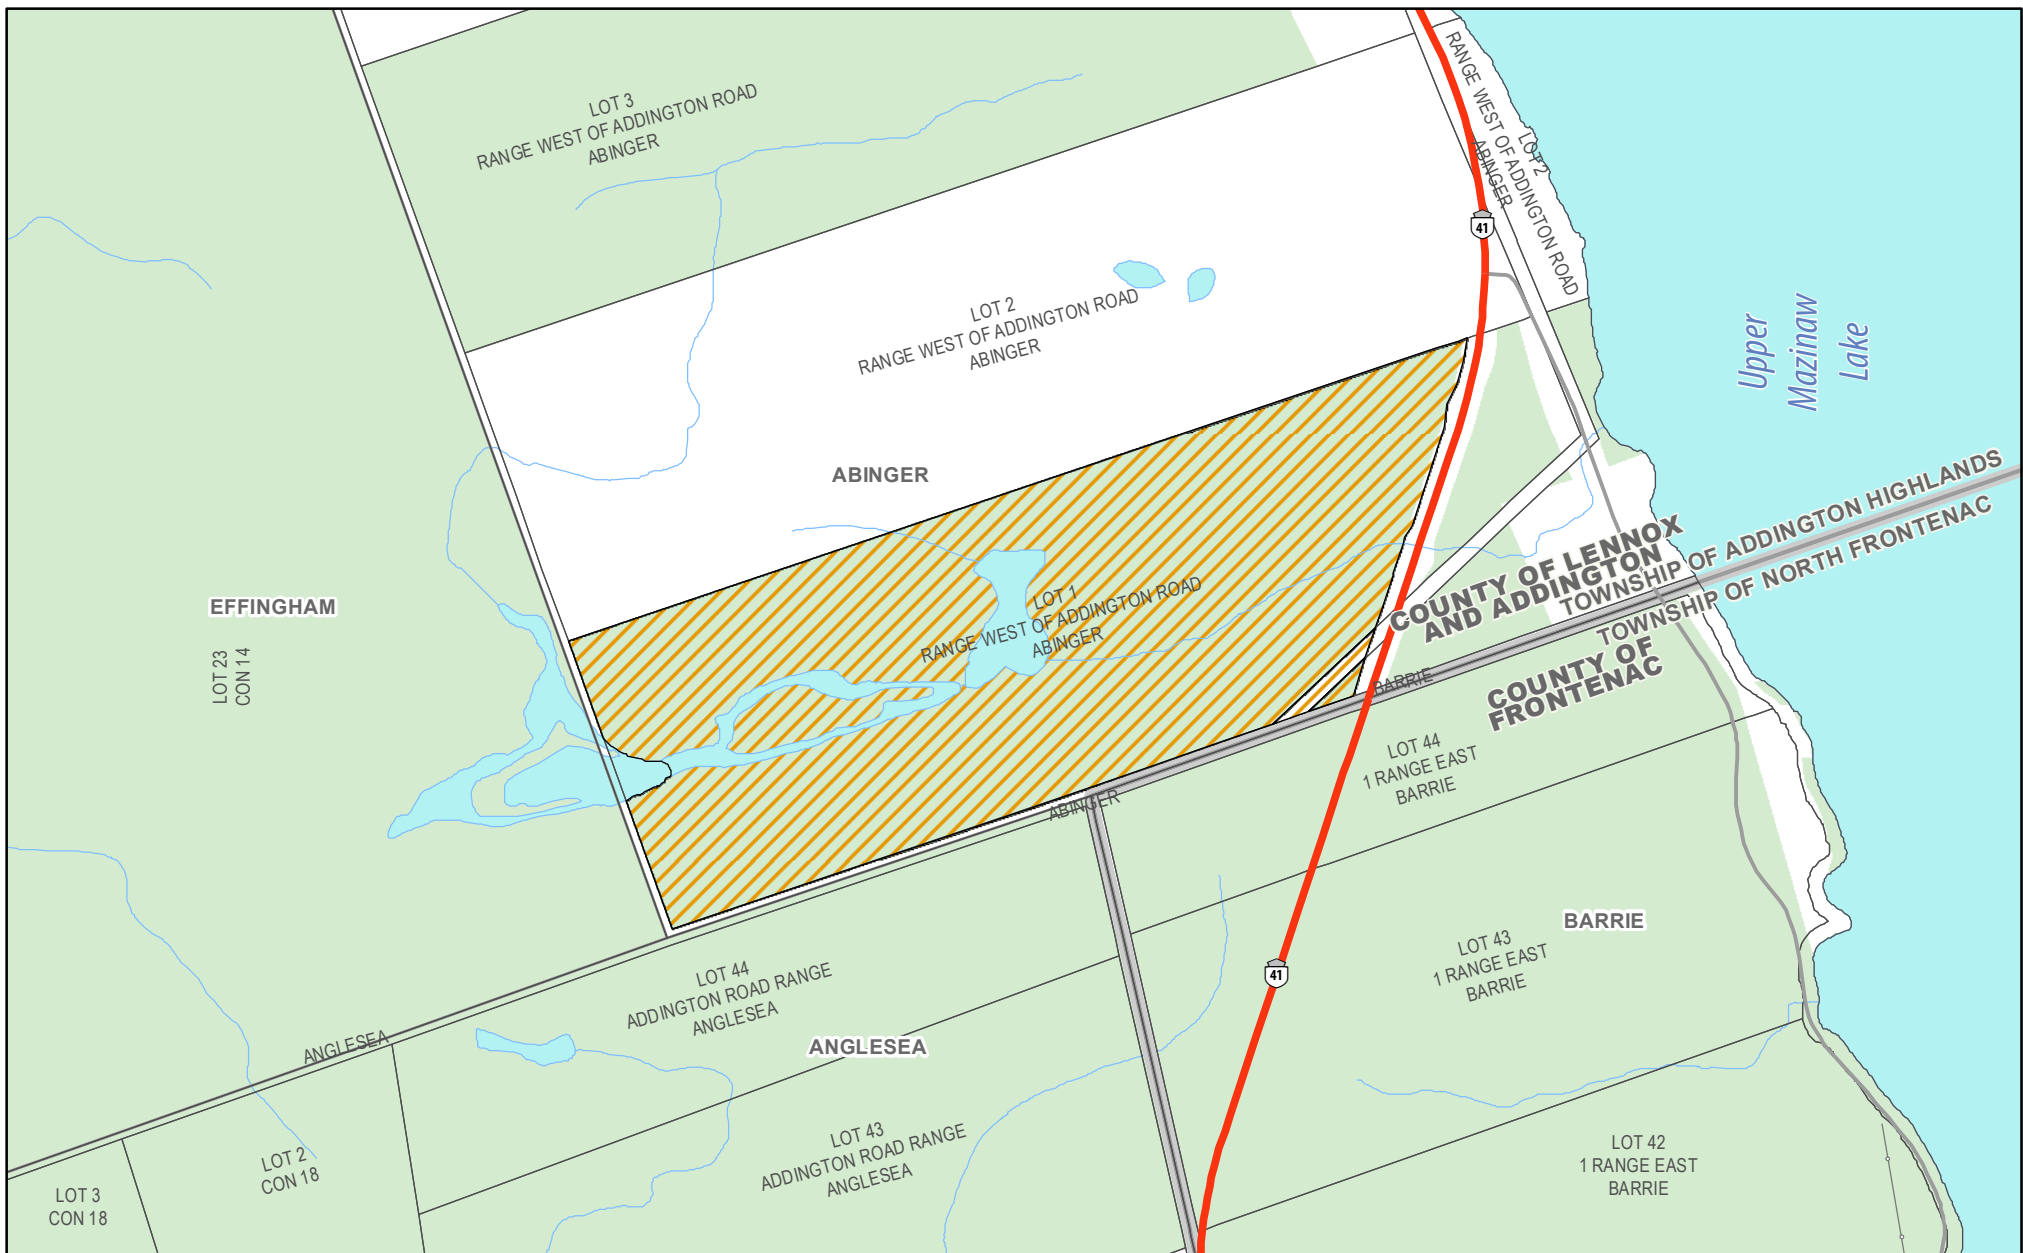 LOT 3
RANGE WEST OF ADDINGTON ROAD
ABINGER
LOT 2
RANGE WEST OF ADDINGTON ROAD
ABINGER
41
LOT 2
RANGE WEST OF ADDINGTON ROAD
ABINGER
Upper
Mazinaw
Lake
ABINGER
EFFINGHAM
LOT 23
CON 14
LOT 1
RANGE WEST OF ADDINGTON ROAD
ABINGER
COUNTY OF LENNOX
AND ADDINGTON
TOWNSHIP OF ADDINGTON HIGHLANDS
TOWNSHIP OF NORTH FRONTENAC
COUNTY OF
FRONTENAC
BARRIE
ABINGER
LOT 44
1 RANGE EAST
BARRIE
BARRIE
LOT 43
1 RANGE EAST
BARRIE
41
LOT 44
ADDINGTON ROAD RANGE
ANGLESEA
ANGLESEA
ANGLESEA
LOT 43
ADDINGTON ROAD RANGE
ANGLESEA
LOT 2
CON 18
LOT 3
CON 18
LOT 42
1 RANGE EAST
BARRIE